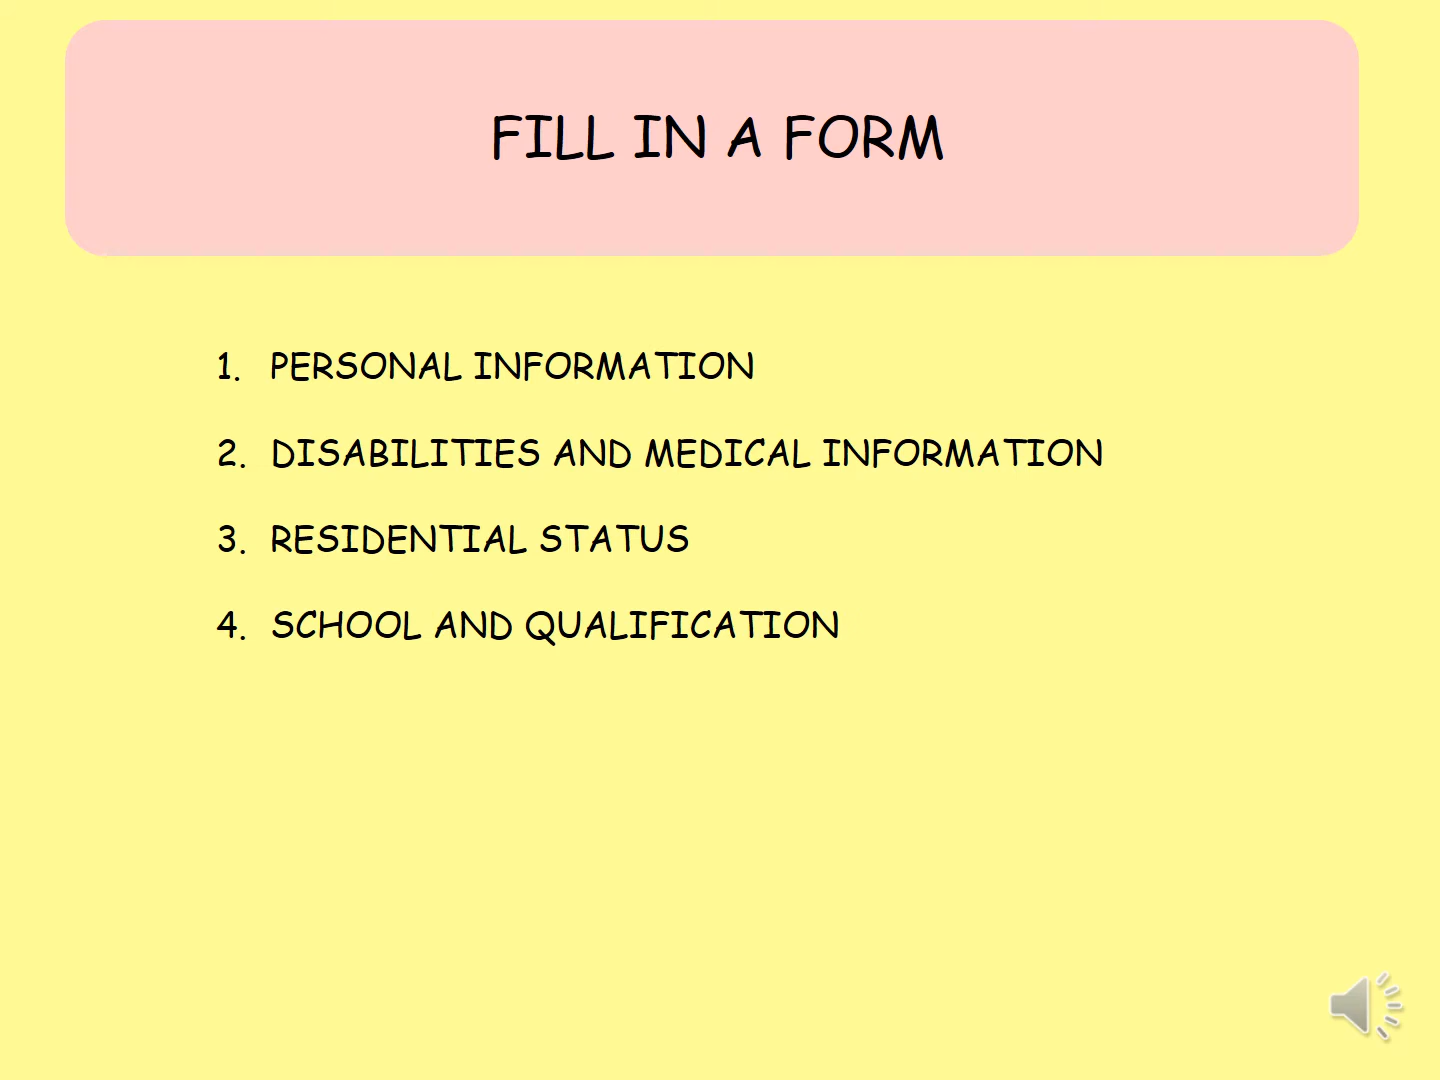 FILL IN A FORM
1. PERSONAL INFORMATION
2. DISABILITIES AND MEDICAL INFORMATION
3. RESIDENTIAL STATUS
4. SCHOOL AND QUALIFICATION